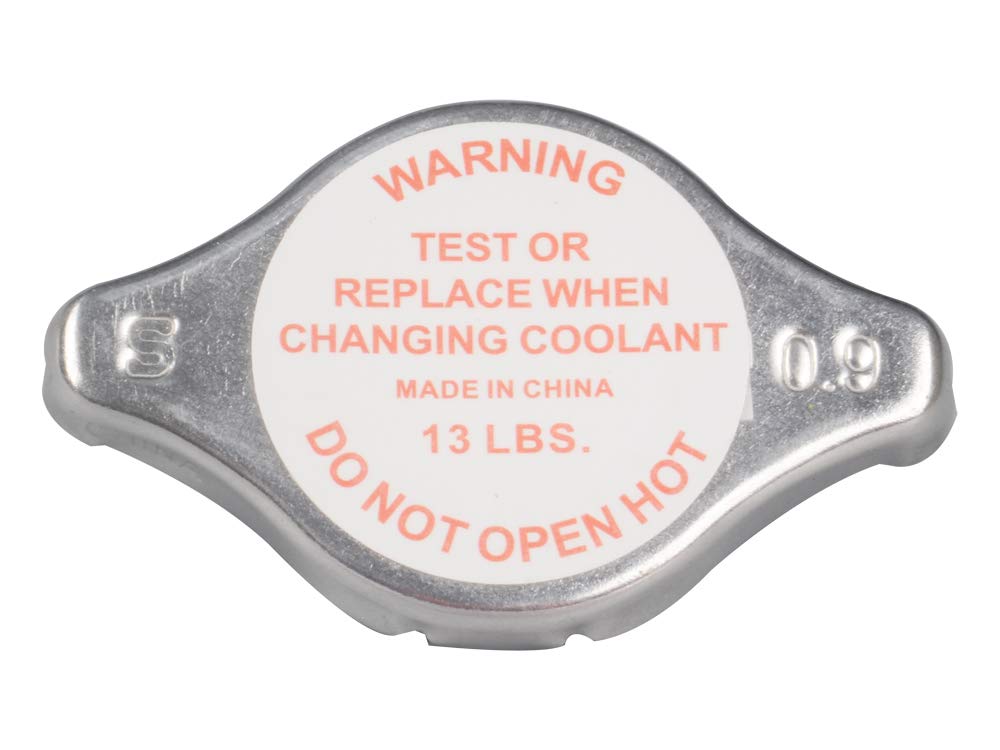 WARNING
TEST OR
REPLACE WHEN
CHANGING COOLANT
MADE IN CHINA
13 LBS.
DO NOT OPEN HOT
S
0.9